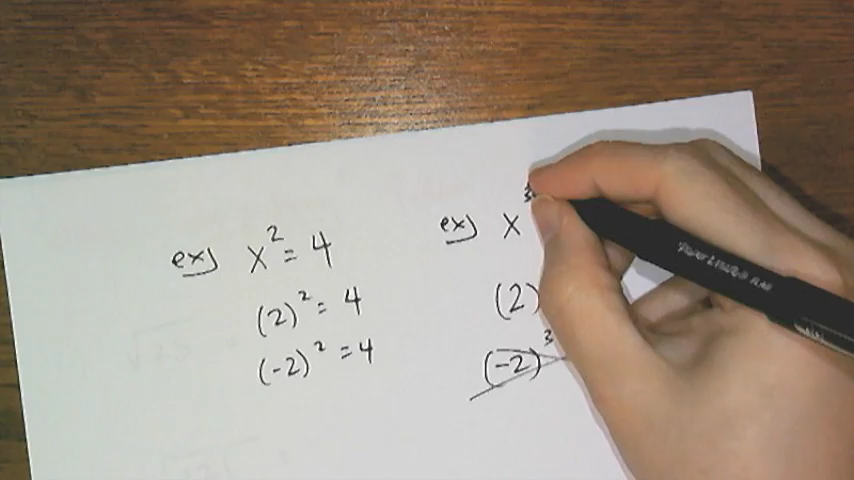 ex) x² = 4
(2)² = 4
(-2)² = 4
ex) x³
(2)
(-2)³